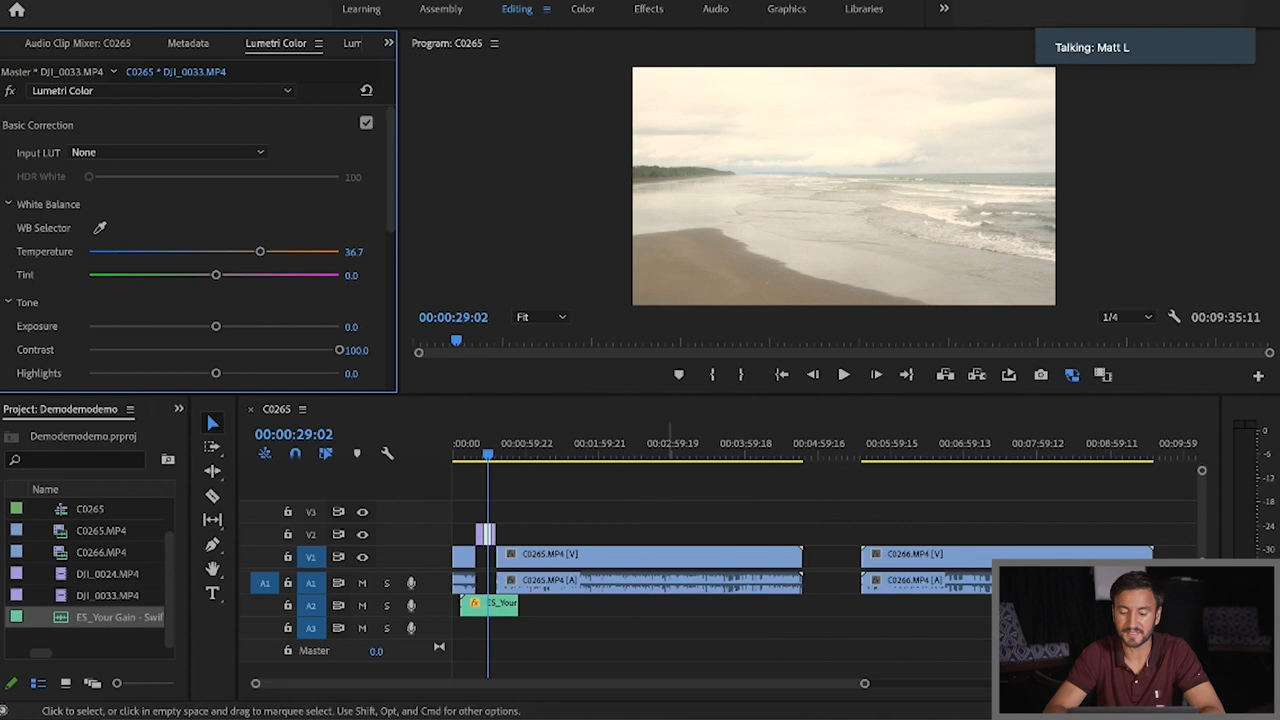 Learning Assembly Editing Color Effects Audio Graphics Libraries
Talking: Matt L
Audio Clip Mixer: C0265 Metadata Lumetri Color Lum
Master * DJI_0033.MP4 C0265 * DJI_0033.MP4
fx Lumetri Color
Basic Correction
Input LUT None
HDR White 100
White Balance
WB Selector
Temperature 36.7
Tint 0.0
Tone
Exposure 0.0
Contrast 100.0
Highlights 0.0
Program: C0265
00:00:29:02 Fit 1/4 00:09:35:11
Project: Demodemodemo
Demodemodemo.prproj
Name
C0265
C0265.MP4
C0266.MP4
DJI_0024.MP4
DJI_0033.MP4
ES_Your Gain - Swif
T
C0265
00:00:29:02
:00:00 00:00:59:22 00:01:59:21 00:02:59:19 00:03:59:18 00:04:59:16 00:05:59:15 00:06:59:13 00:07:59:12 00:08:59:11 00:09:59
V3
V2
V1 C0265.MP4 [V] C0266.MP4 [V]
A1 A1 M S C0265.MP4 [A] C0266.MP4 [A]
A2 M S fx ES_Your
A3 M S
Master 0.0
0
-6
-12
-18
-24
Click to select, or click in empty space and drag to marquee select. Use Shift, Opt, and Cmd for other options.